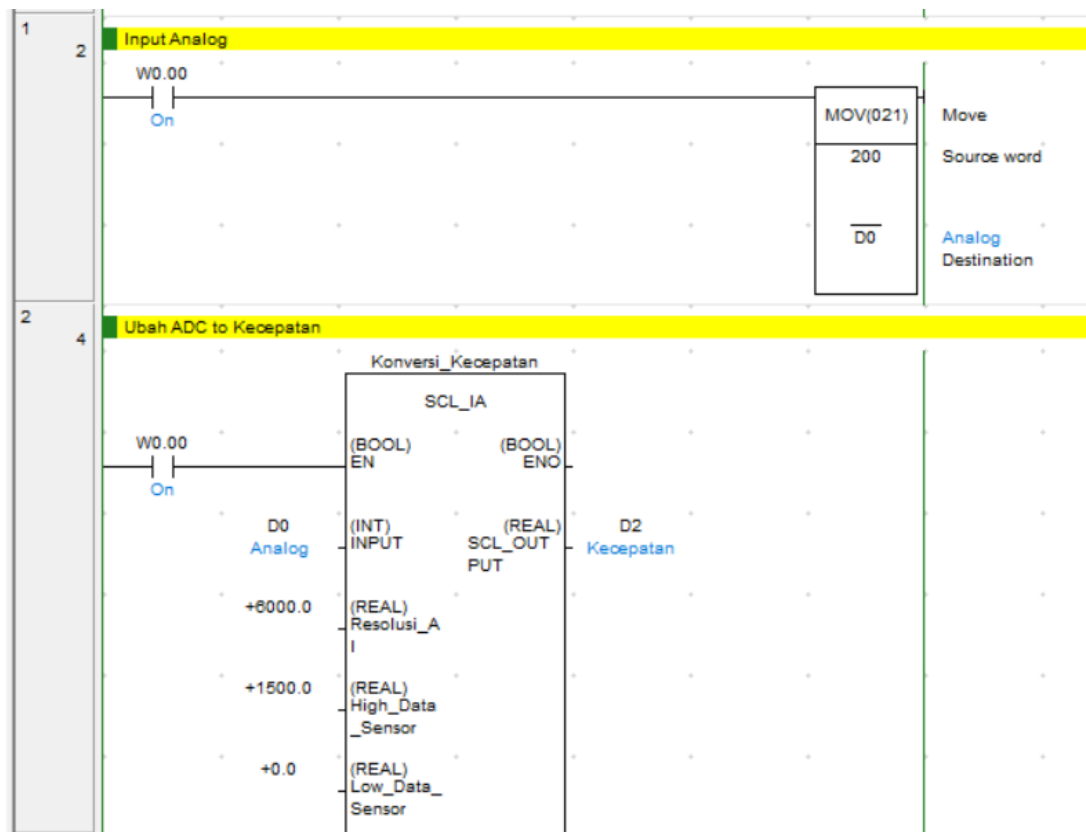 1
2
Input Analog
W0.00
On
MOV(021)
Move
200
Source word
D0
Analog
Destination
2
4
Ubah ADC to Kecepatan
Konversi_Kecepatan
SCL_IA
W0.00
On
(BOOL)
EN
(BOOL)
ENO
D0
Analog
(INT)
INPUT
(REAL)
SCL_OUT
PUT
D2
Kecepatan
+6000.0
(REAL)
Resolusi_A
I
+1500.0
(REAL)
High_Data
_Sensor
+0.0
(REAL)
Low_Data_
Sensor